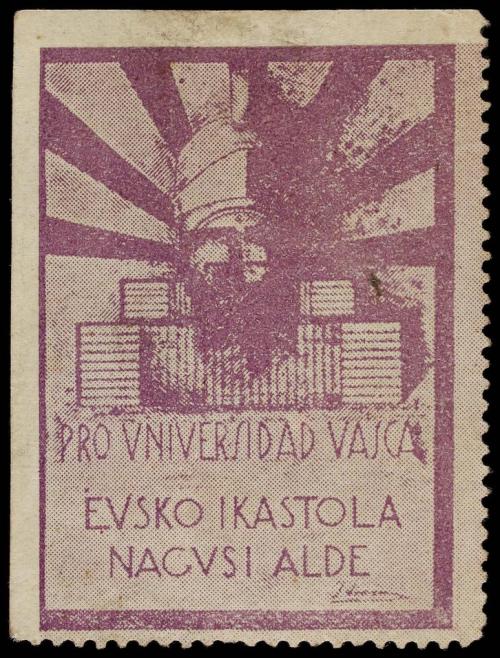 PRO VNIVERSIDAD VASCA
EVSKO IKASTOLA
NAGVSI ALDE